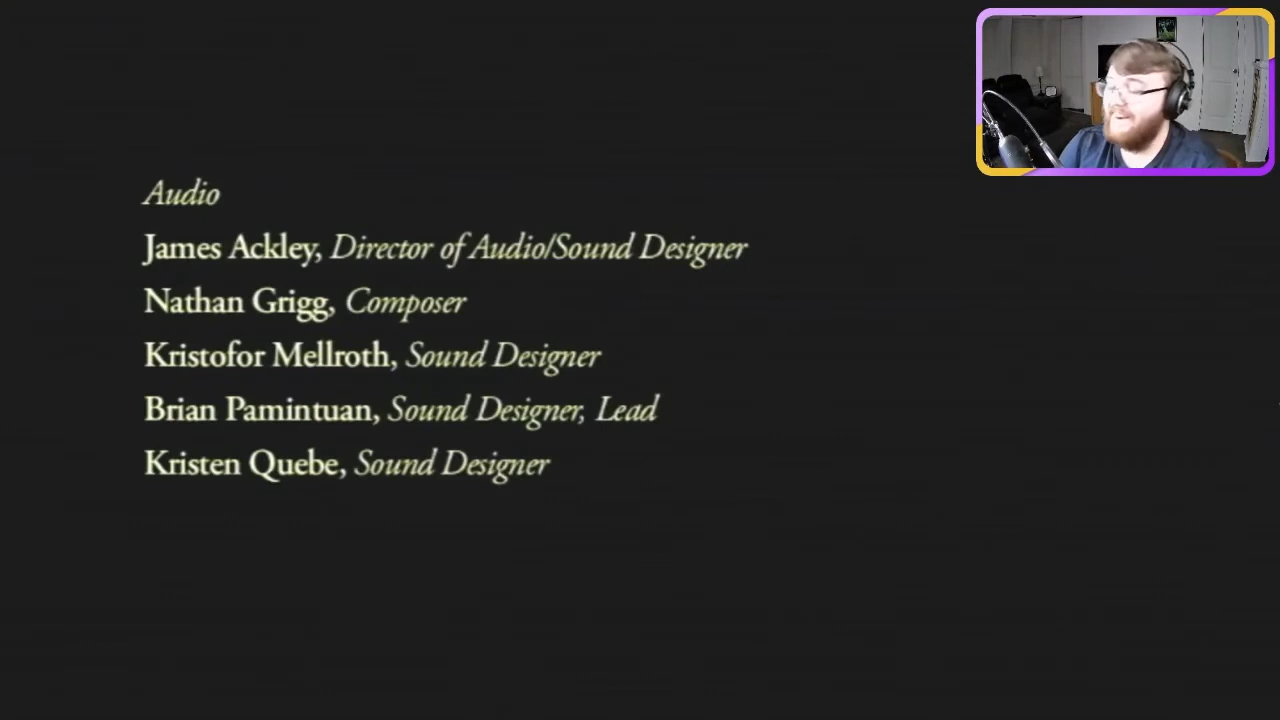 Audio
James Ackley, Director of Audio/Sound Designer
Nathan Grigg, Composer
Kristofor Mellroth, Sound Designer
Brian Pamintuan, Sound Designer, Lead
Kristen Quebe, Sound Designer